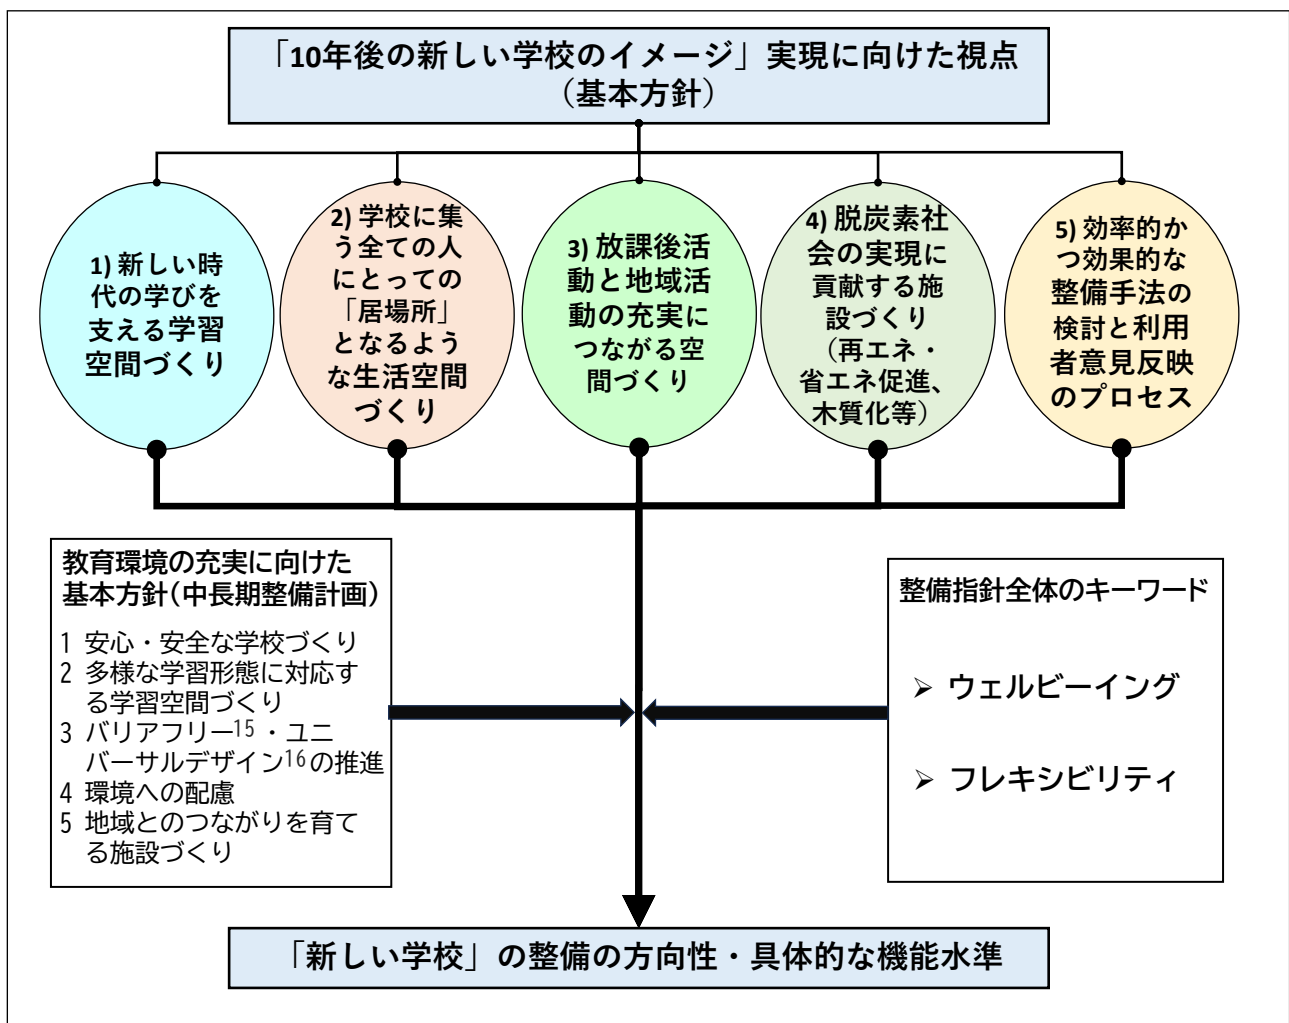 「10年後の新しい学校のイメージ」実現に向けた視点
（基本方針）
1) 新しい時
代の学びを
支える学習
空間づくり
2) 学校に集
う全ての人
にとっての
「居場所」
となるよう
な生活空間
づくり
3) 放課後活
動と地域活
動の充実に
つながる空
間づくり
4) 脱炭素社
会の実現に
貢献する施
設づくり
（再エネ・
省エネ促進、
木質化等）
5) 効率的か
つ効果的な
整備手法の
検討と利用
者意見反映
のプロセス
教育環境の充実に向けた
基本方針（中長期整備計画）
1 安心・安全な学校づくり
2 多様な学習形態に対応す
る学習空間づくり
3 バリアフリー15・ユニ
バーサルデザイン16の推進
4 環境への配慮
5 地域とのつながりを育て
る施設づくり
整備指針全体のキーワード
➢ ウェルビーイング
➢ フレキシビリティ
「新しい学校」の整備の方向性・具体的な機能水準